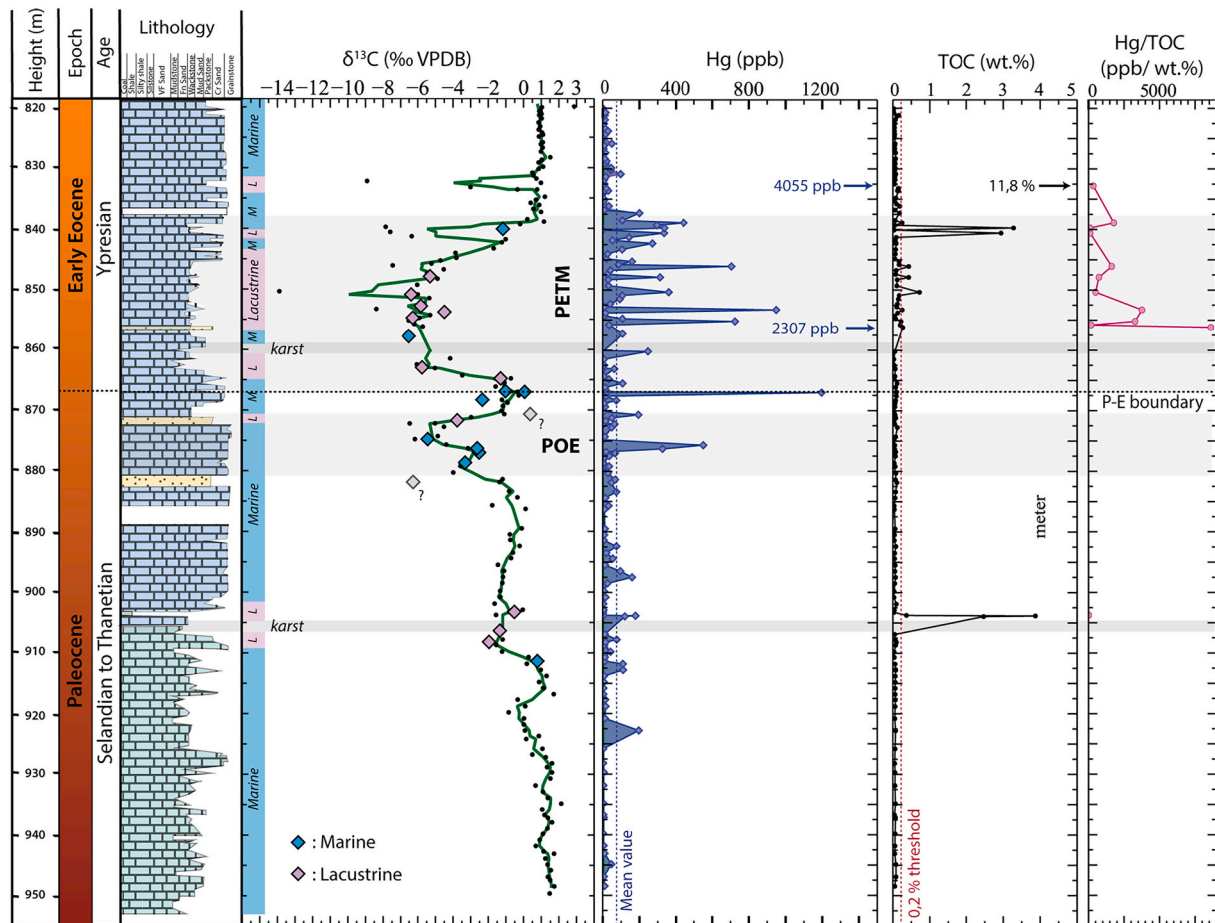 Height (m)
Epoch
Age
Lithology
Coal
Shale
Silty shale
Silstone
VF Sand
Mudstone
Fn Sand
Wackstone
Mud Sand
Packstone
Cr Sand
Grainstone
δ13C (‰ VPDB)
−14 −12 −10 −8 −6 −4 −2 0 1 2 3
Hg (ppb)
0 400 800 1200
TOC (wt.%)
0 1 2 3 4 5
Hg/TOC
(ppb/ wt.%)
0 5000
820
830
840
850
860
870
880
890
900
910
920
930
940
950
Early Eocene
Paleocene
Ypresian
Selandian to Thanetian
Marine
L
M
L
M
Lacustrine
M
L
M
L
Marine
L
L
Marine
karst
karst
PETM
POE
?
?
4055 ppb
2307 ppb
11,8 %
P-E boundary
meter
Mean value
0,2 % threshold
: Marine
: Lacustrine